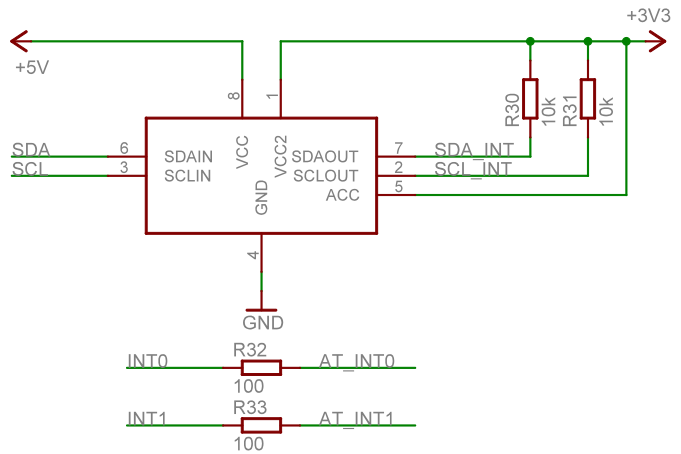 +3V3
+5V
8
1
R30
10k
R31
10k
SDA
6
SDAIN
VCC
VCC2
SDAOUT
7
SDA_INT
SCL
3
SCLIN
SCLOUT
2
SCL_INT
GND
ACC
5
4
GND
R32
INT0
AT_INT0
100
R33
INT1
AT_INT1
100